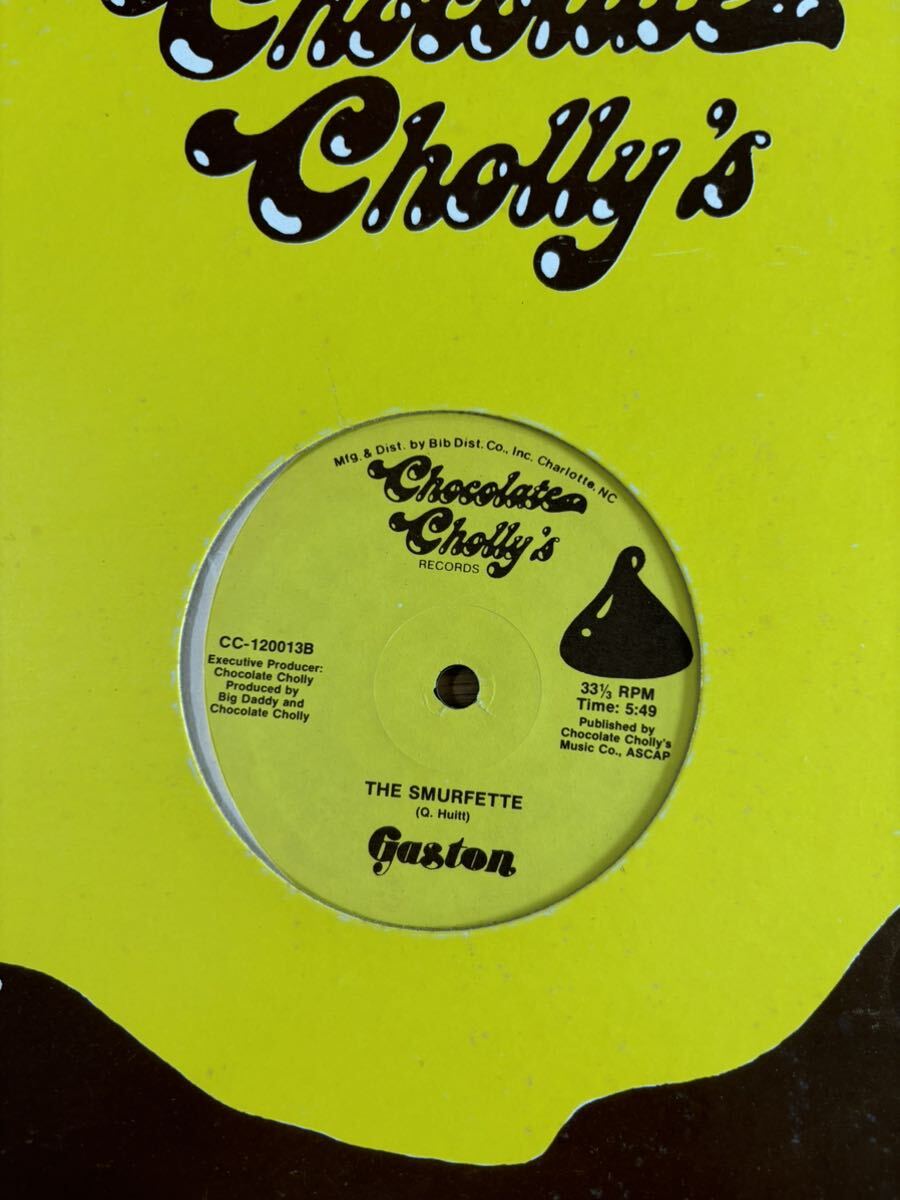 Chocolate
Cholly's
Mfg. & Dist. by Bib Dist. Co., Inc. Charlotte, NC
Chocolate
Cholly's
RECORDS
CC-120013B
Executive Producer:
Chocolate Cholly
Produced by
Big Daddy and
Chocolate Cholly
33⅓ RPM
Time: 5:49
Published by
Chocolate Cholly's
Music Co., ASCAP
THE SMURFETTE
(Q. Huitt)
Gaston